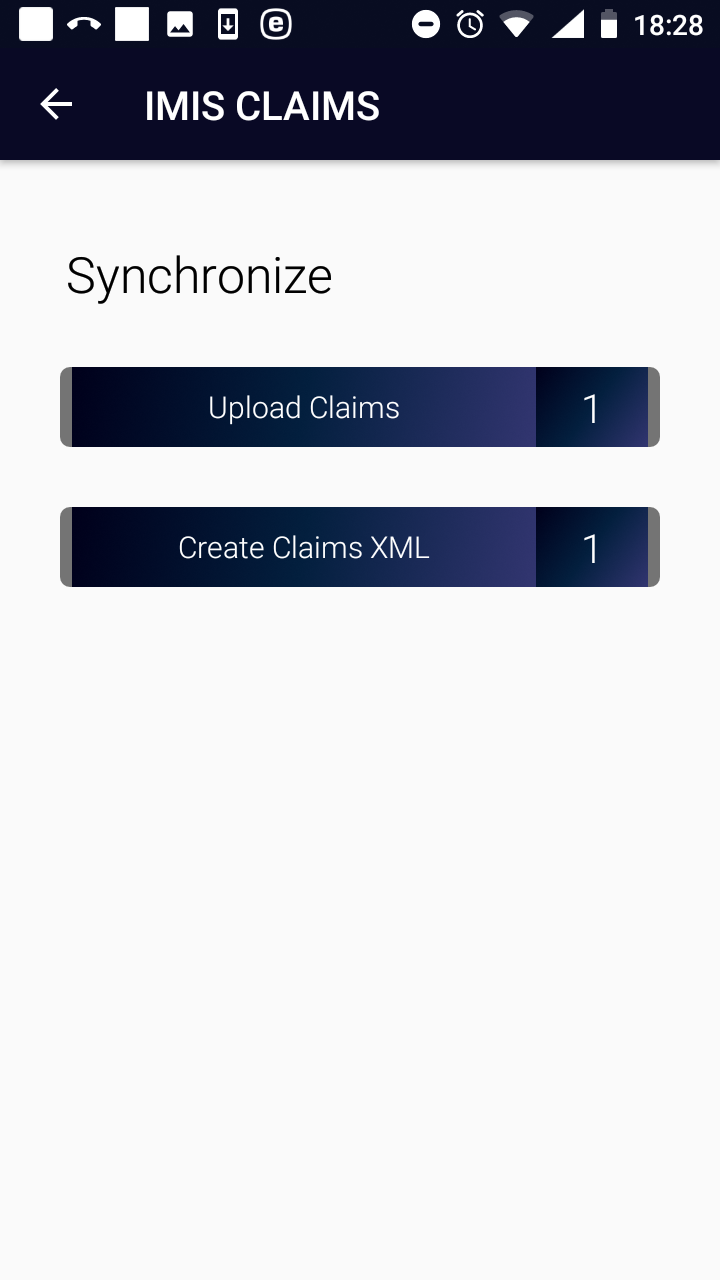 18:28
IMIS CLAIMS
Synchronize
Upload Claims 1
Create Claims XML 1